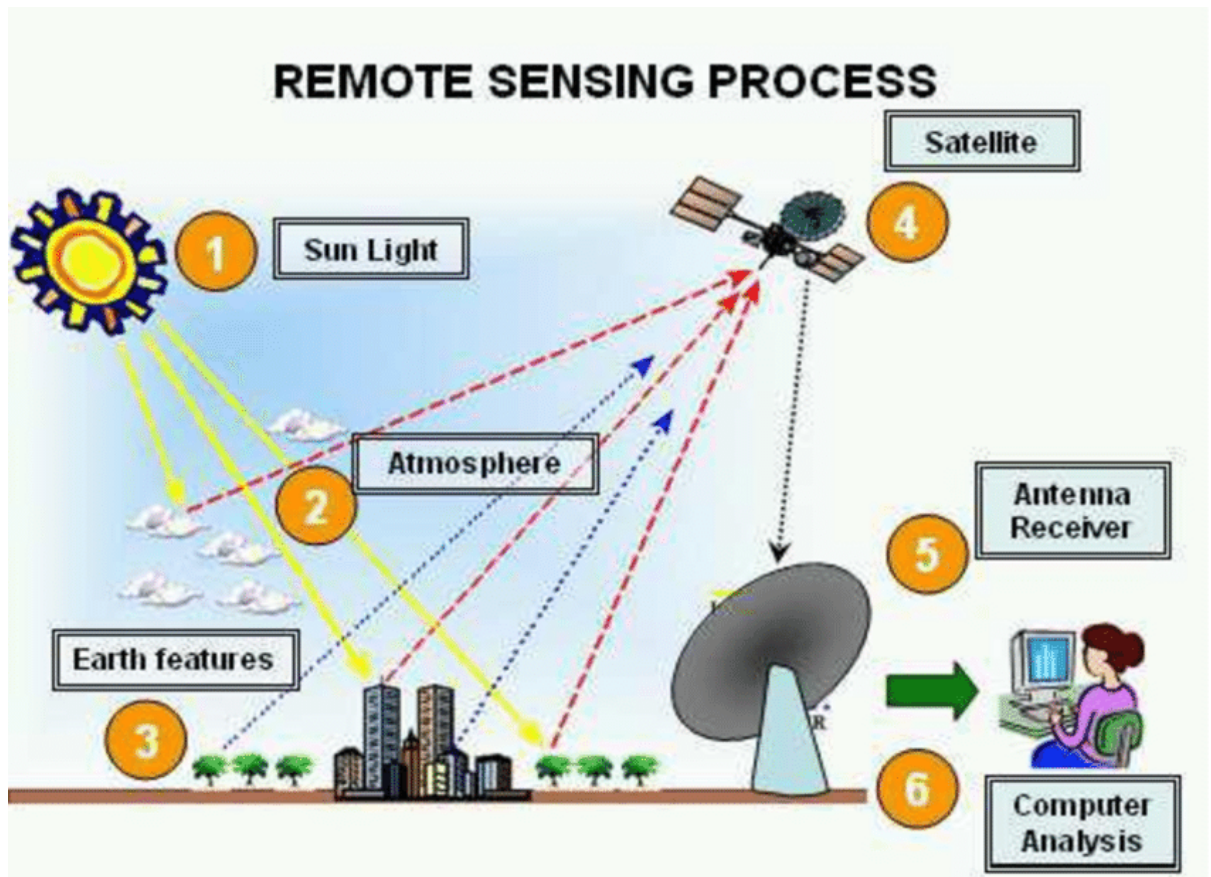 REMOTE SENSING PROCESS
Satellite
4
1
Sun Light
Atmosphere
2
Antenna
Receiver
5
Earth features
3
R
6
Computer
Analysis